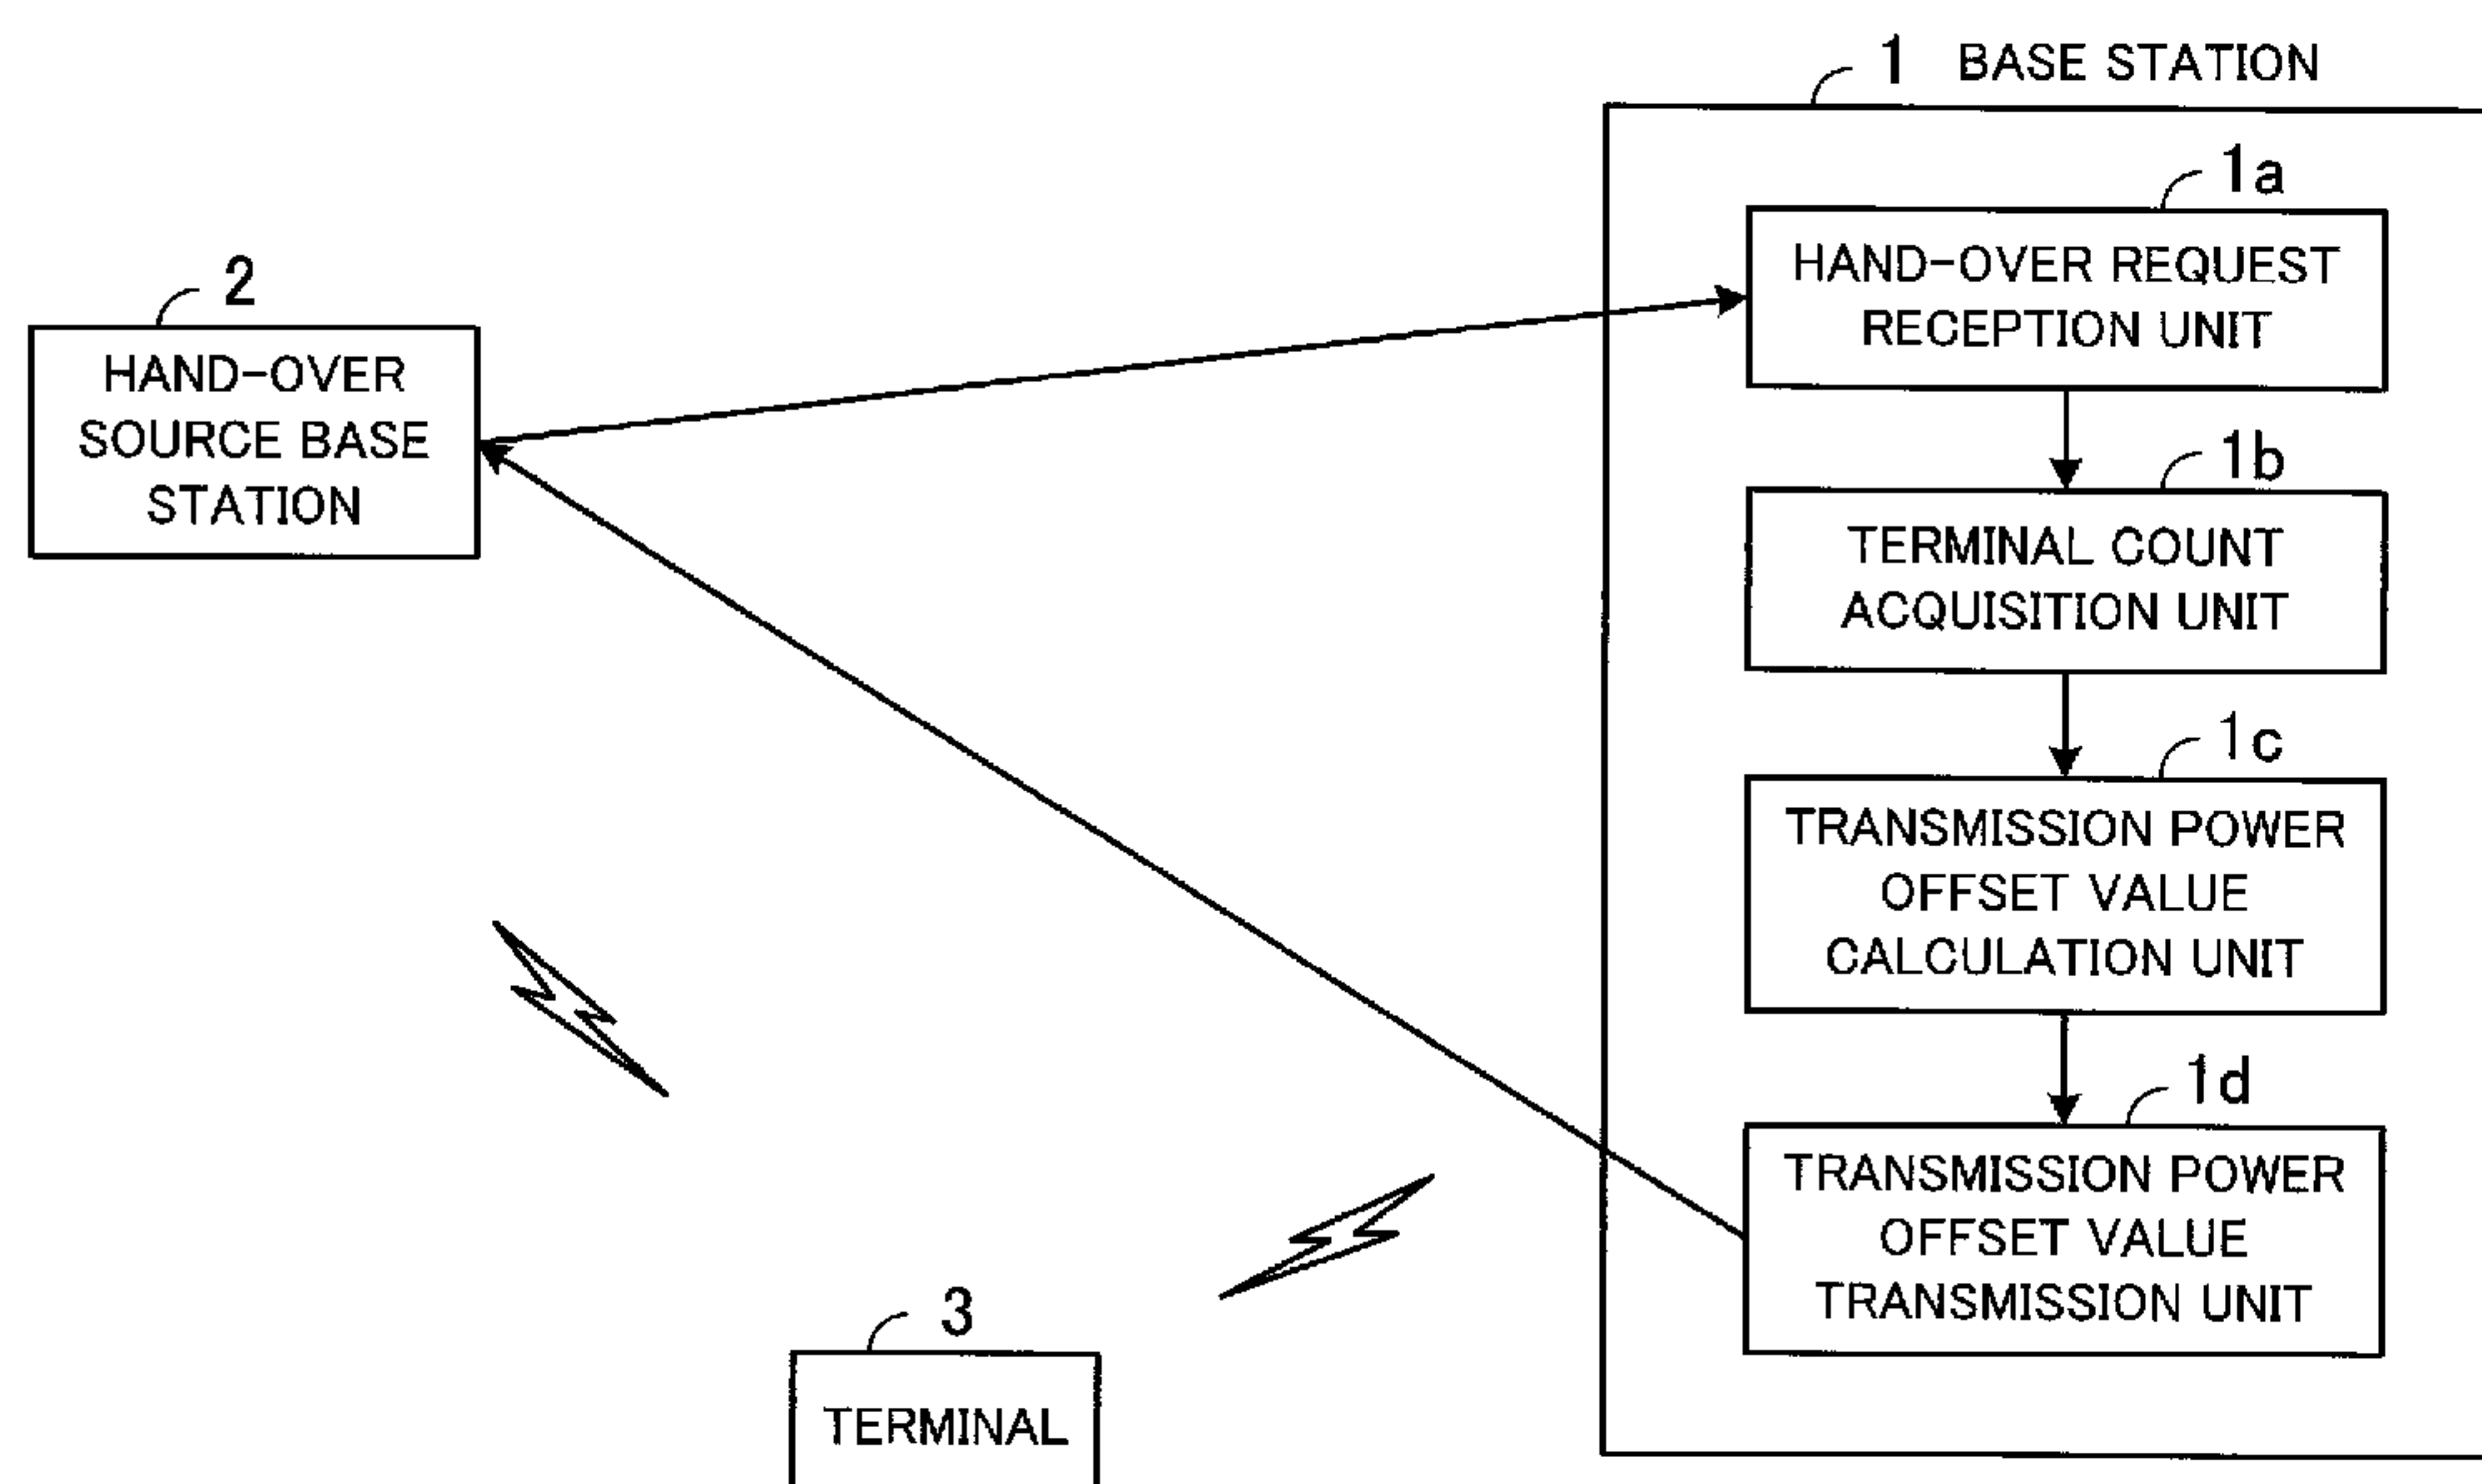 1 BASE STATION
1a
HAND-OVER REQUEST
RECEPTION UNIT
2
HAND-OVER
SOURCE BASE
STATION
1b
TERMINAL COUNT
ACQUISITION UNIT
1c
TRANSMISSION POWER
OFFSET VALUE
CALCULATION UNIT
1d
TRANSMISSION POWER
OFFSET VALUE
TRANSMISSION UNIT
3
TERMINAL